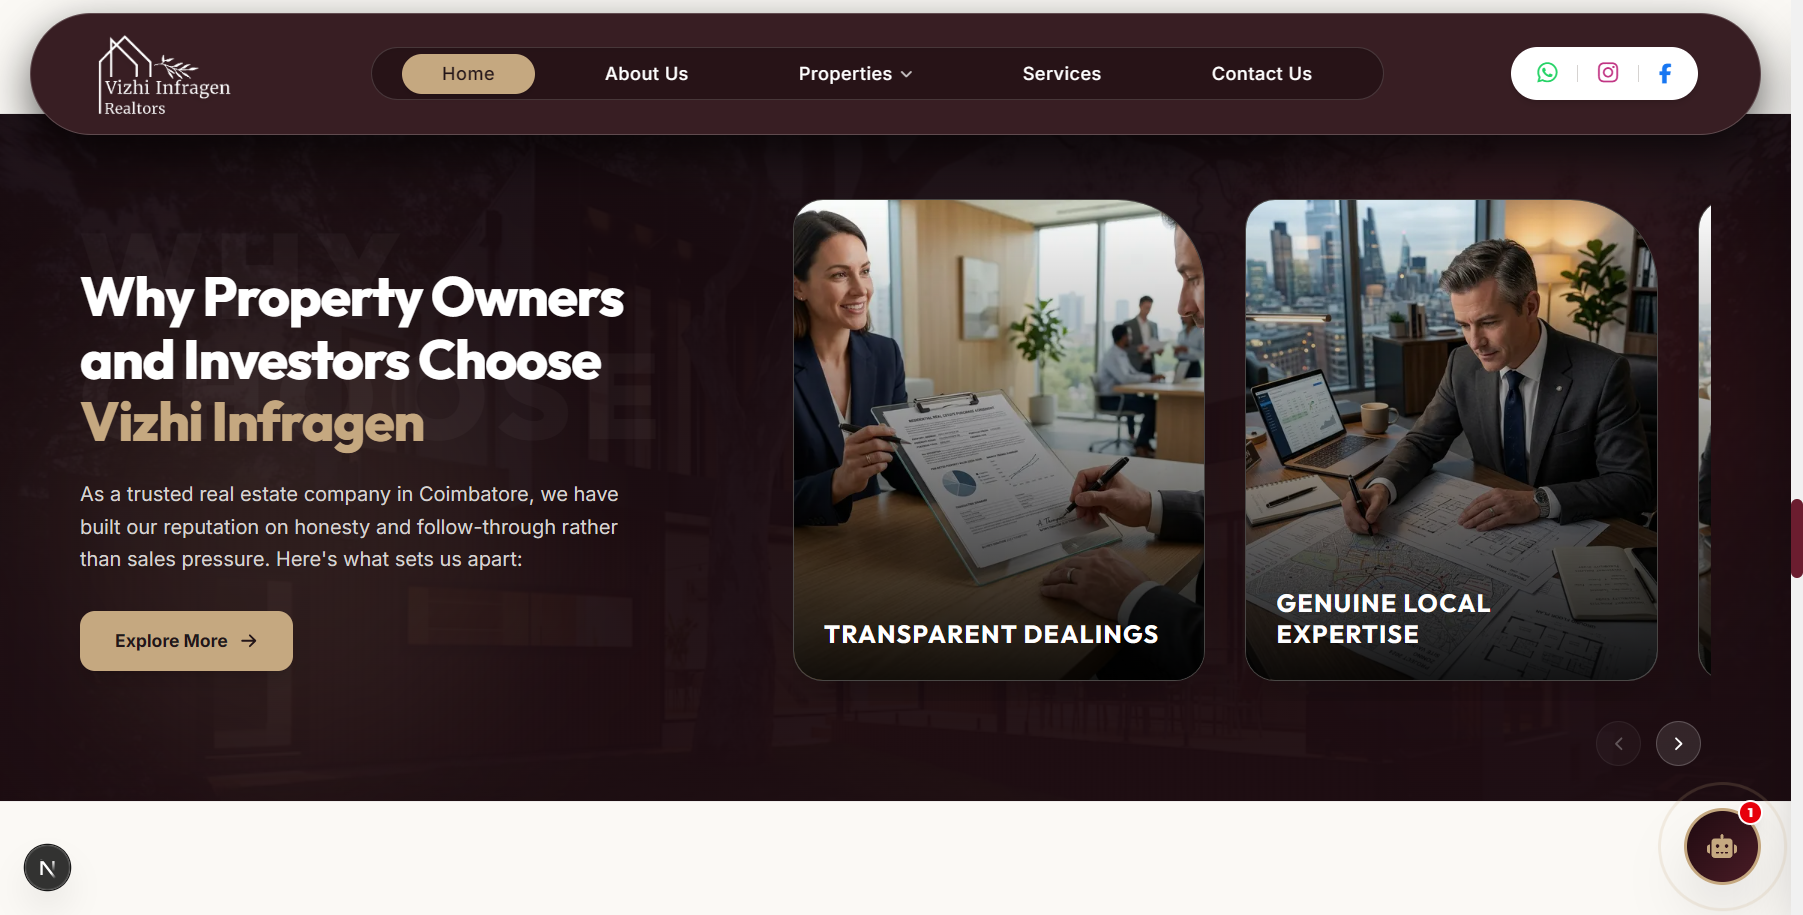 Vizhi Infragen
Realtors
Home
About Us
Properties
Services
Contact Us
WHY
Why Property Owners
and Investors Choose
Vizhi Infragen
As a trusted real estate company in Coimbatore, we have
built our reputation on honesty and follow-through rather
than sales pressure. Here's what sets us apart:
Explore More
TRANSPARENT DEALINGS
GENUINE LOCAL
EXPERTISE
1
N